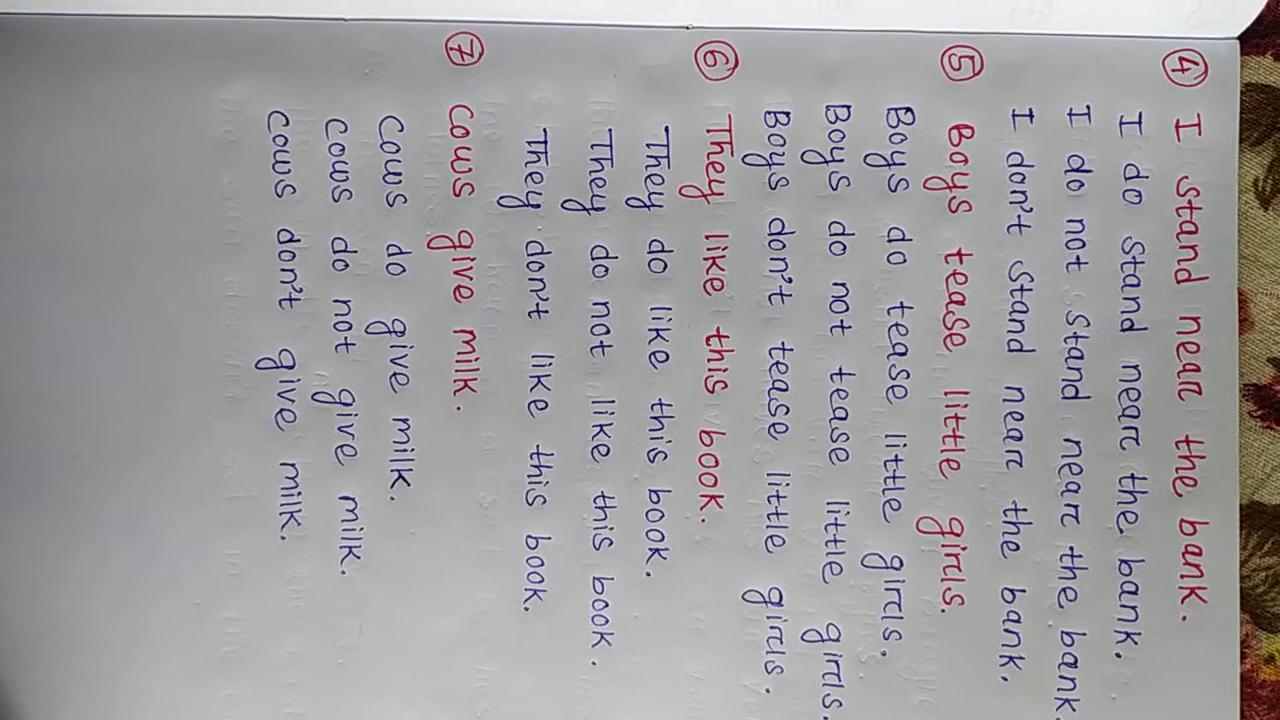 ④ I stand near the bank.
I do stand near the bank.
I do not stand near the bank.
I don't stand near the bank.
⑤ Boys tease little girls.
Boys do tease little girls.
Boys do not tease little girls.
Boys don't tease little girls.
⑥ They like this book.
They do like this book.
They do not like this book.
They don't like this book.
⑦ Cows give milk.
Cows do give milk.
Cows do not give milk.
Cows don't give milk.